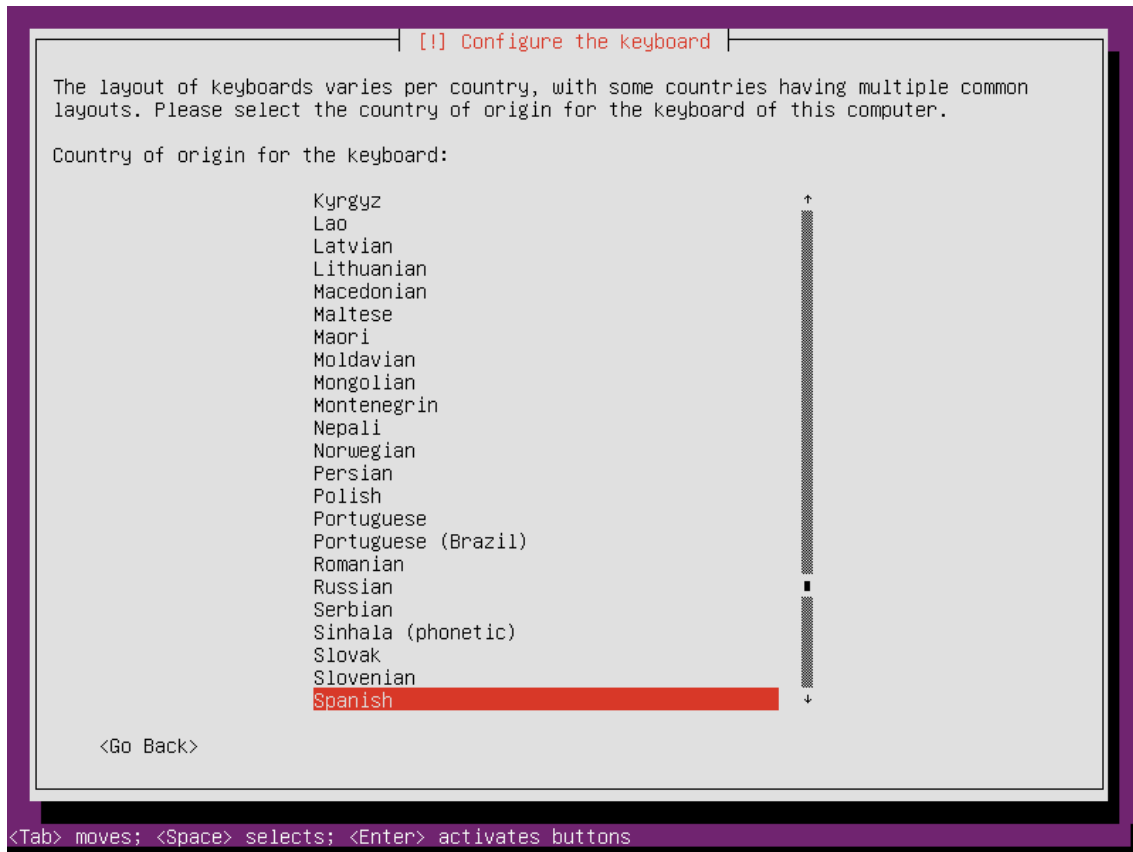 [!] Configure the keyboard
The layout of keyboards varies per country, with some countries having multiple common
layouts. Please select the country of origin for the keyboard of this computer.
Country of origin for the keyboard:
Kyrgyz
Lao
Latvian
Lithuanian
Macedonian
Maltese
Maori
Moldavian
Mongolian
Montenegrin
Nepali
Norwegian
Persian
Polish
Portuguese
Portuguese (Brazil)
Romanian
Russian
Serbian
Sinhala (phonetic)
Slovak
Slovenian
Spanish
<Go Back>
<Tab> moves; <Space> selects; <Enter> activates buttons